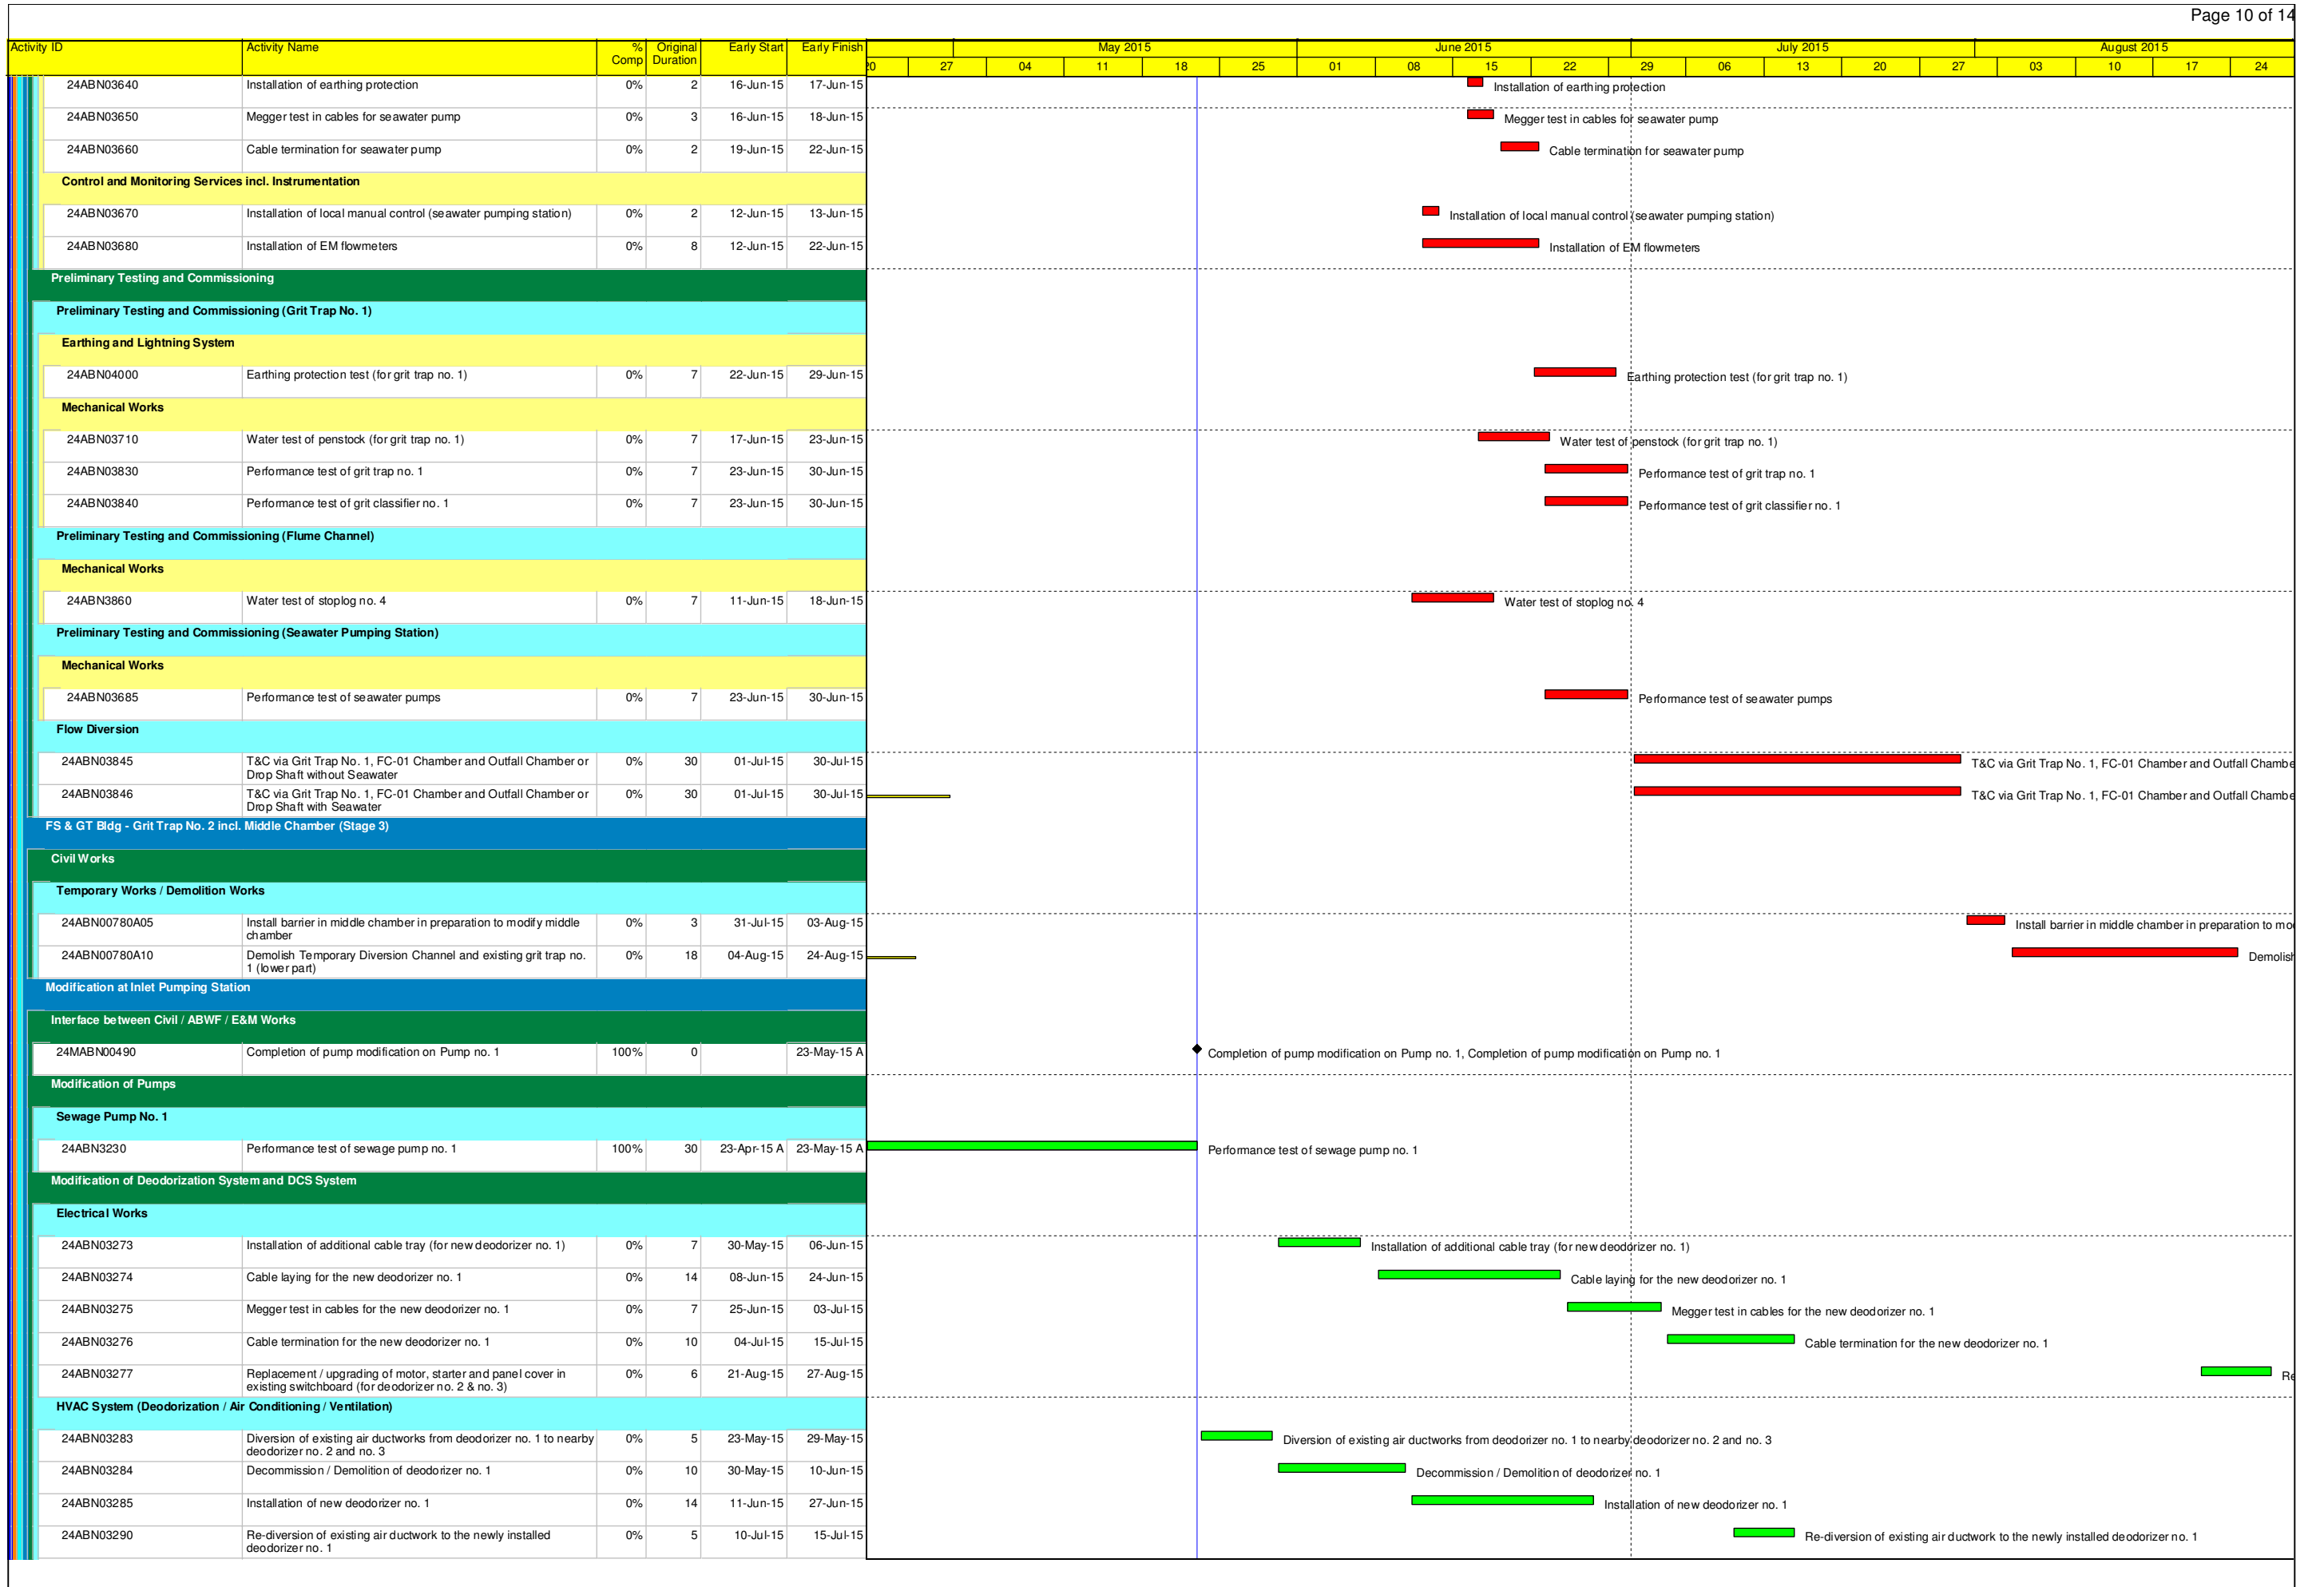 Page 10 of 14
Activity ID Activity Name % Comp Original Duration Early Start Early Finish May 2015 June 2015 July 2015 August 2015
20 27 04 11 18 25 01 08 15 22 29 06 13 20 27 03 10 17 24
24ABN03640 Installation of earthing protection 0% 2 16-Jun-15 17-Jun-15 Installation of earthing protection
24ABN03650 Megger test in cables for seawater pump 0% 3 16-Jun-15 18-Jun-15 Megger test in cables for seawater pump
24ABN03660 Cable termination for seawater pump 0% 2 19-Jun-15 22-Jun-15 Cable termination for seawater pump
Control and Monitoring Services incl. Instrumentation
24ABN03670 Installation of local manual control (seawater pumping station) 0% 2 12-Jun-15 13-Jun-15 Installation of local manual control (seawater pumping station)
24ABN03680 Installation of EM flowmeters 0% 8 12-Jun-15 22-Jun-15 Installation of EM flowmeters
Preliminary Testing and Commissioning
Preliminary Testing and Commissioning (Grit Trap No. 1)
Earthing and Lightning System
24ABN04000 Earthing protection test (for grit trap no. 1) 0% 7 22-Jun-15 29-Jun-15 Earthing protection test (for grit trap no. 1)
Mechanical Works
24ABN03710 Water test of penstock (for grit trap no. 1) 0% 7 17-Jun-15 23-Jun-15 Water test of penstock (for grit trap no. 1)
24ABN03830 Performance test of grit trap no. 1 0% 7 23-Jun-15 30-Jun-15 Performance test of grit trap no. 1
24ABN03840 Performance test of grit classifier no. 1 0% 7 23-Jun-15 30-Jun-15 Performance test of grit classifier no. 1
Preliminary Testing and Commissioning (Flume Channel)
Mechanical Works
24ABN3860 Water test of stoplog no. 4 0% 7 11-Jun-15 18-Jun-15 Water test of stoplog no. 4
Preliminary Testing and Commissioning (Seawater Pumping Station)
Mechanical Works
24ABN03685 Performance test of seawater pumps 0% 7 23-Jun-15 30-Jun-15 Performance test of seawater pumps
Flow Diversion
24ABN03845 T&C via Grit Trap No. 1, FC-01 Chamber and Outfall Chamber or 0% 30 01-Jul-15 30-Jul-15 T&C via Grit Trap No. 1, FC-01 Chamber and Outfall Chambe
Drop Shaft without Seawater
24ABN03846 T&C via Grit Trap No. 1, FC-01 Chamber and Outfall Chamber or 0% 30 01-Jul-15 30-Jul-15 T&C via Grit Trap No. 1, FC-01 Chamber and Outfall Chambe
Drop Shaft with Seawater
FS & GT Bldg - Grit Trap No. 2 incl. Middle Chamber (Stage 3)
Civil Works
Temporary Works / Demolition Works
24ABN00780A05 Install barrier in middle chamber in preparation to modify middle 0% 3 31-Jul-15 03-Aug-15 Install barrier in middle chamber in preparation to mo
chamber
24ABN00780A10 Demolish Temporary Diversion Channel and existing grit trap no. 0% 18 04-Aug-15 24-Aug-15 Demolish
1 (lower part)
Modification at Inlet Pumping Station
Interface between Civil / ABWF / E&M Works
24MABN00490 Completion of pump modification on Pump no. 1 100% 0 23-May-15 A Completion of pump modification on Pump no. 1, Completion of pump modification on Pump no. 1
Modification of Pumps
Sewage Pump No. 1
24ABN3230 Performance test of sewage pump no. 1 100% 30 23-Apr-15 A 23-May-15 A Performance test of sewage pump no. 1
Modification of Deodorization System and DCS System
Electrical Works
24ABN03273 Installation of additional cable tray (for new deodorizer no. 1) 0% 7 30-May-15 06-Jun-15 Installation of additional cable tray (for new deodorizer no. 1)
24ABN03274 Cable laying for the new deodorizer no. 1 0% 14 08-Jun-15 24-Jun-15 Cable laying for the new deodorizer no. 1
24ABN03275 Megger test in cables for the new deodorizer no. 1 0% 7 25-Jun-15 03-Jul-15 Megger test in cables for the new deodorizer no. 1
24ABN03276 Cable termination for the new deodorizer no. 1 0% 10 04-Jul-15 15-Jul-15 Cable termination for the new deodorizer no. 1
24ABN03277 Replacement / upgrading of motor, starter and panel cover in 0% 6 21-Aug-15 27-Aug-15 Re
existing switchboard (for deodorizer no. 2 & no. 3)
HVAC System (Deodorization / Air Conditioning / Ventilation)
24ABN03283 Diversion of existing air ductworks from deodorizer no. 1 to nearby 0% 5 23-May-15 29-May-15 Diversion of existing air ductworks from deodorizer no. 1 to nearby deodorizer no. 2 and no. 3
deodorizer no. 2 and no. 3
24ABN03284 Decommission / Demolition of deodorizer no. 1 0% 10 30-May-15 10-Jun-15 Decommission / Demolition of deodorizer no. 1
24ABN03285 Installation of new deodorizer no. 1 0% 14 11-Jun-15 27-Jun-15 Installation of new deodorizer no. 1
24ABN03290 Re-diversion of existing air ductwork to the newly installed 0% 5 10-Jul-15 15-Jul-15 Re-diversion of existing air ductwork to the newly installed deodorizer no. 1
deodorizer no. 1